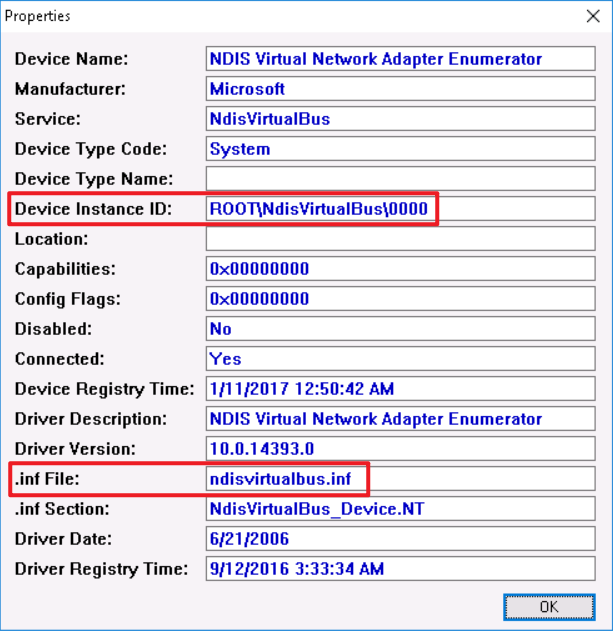 Properties
Device Name: NDIS Virtual Network Adapter Enumerator
Manufacturer: Microsoft
Service: NdisVirtualBus
Device Type Code: System
Device Type Name:
Device Instance ID: ROOT\NdisVirtualBus\0000
Location:
Capabilities: 0x00000000
Config Flags: 0x00000000
Disabled: No
Connected: Yes
Device Registry Time: 1/11/2017 12:50:42 AM
Driver Description: NDIS Virtual Network Adapter Enumerator
Driver Version: 10.0.14393.0
.inf File: ndisvirtualbus.inf
.inf Section: NdisVirtualBus_Device.NT
Driver Date: 6/21/2006
Driver Registry Time: 9/12/2016 3:33:34 AM
OK